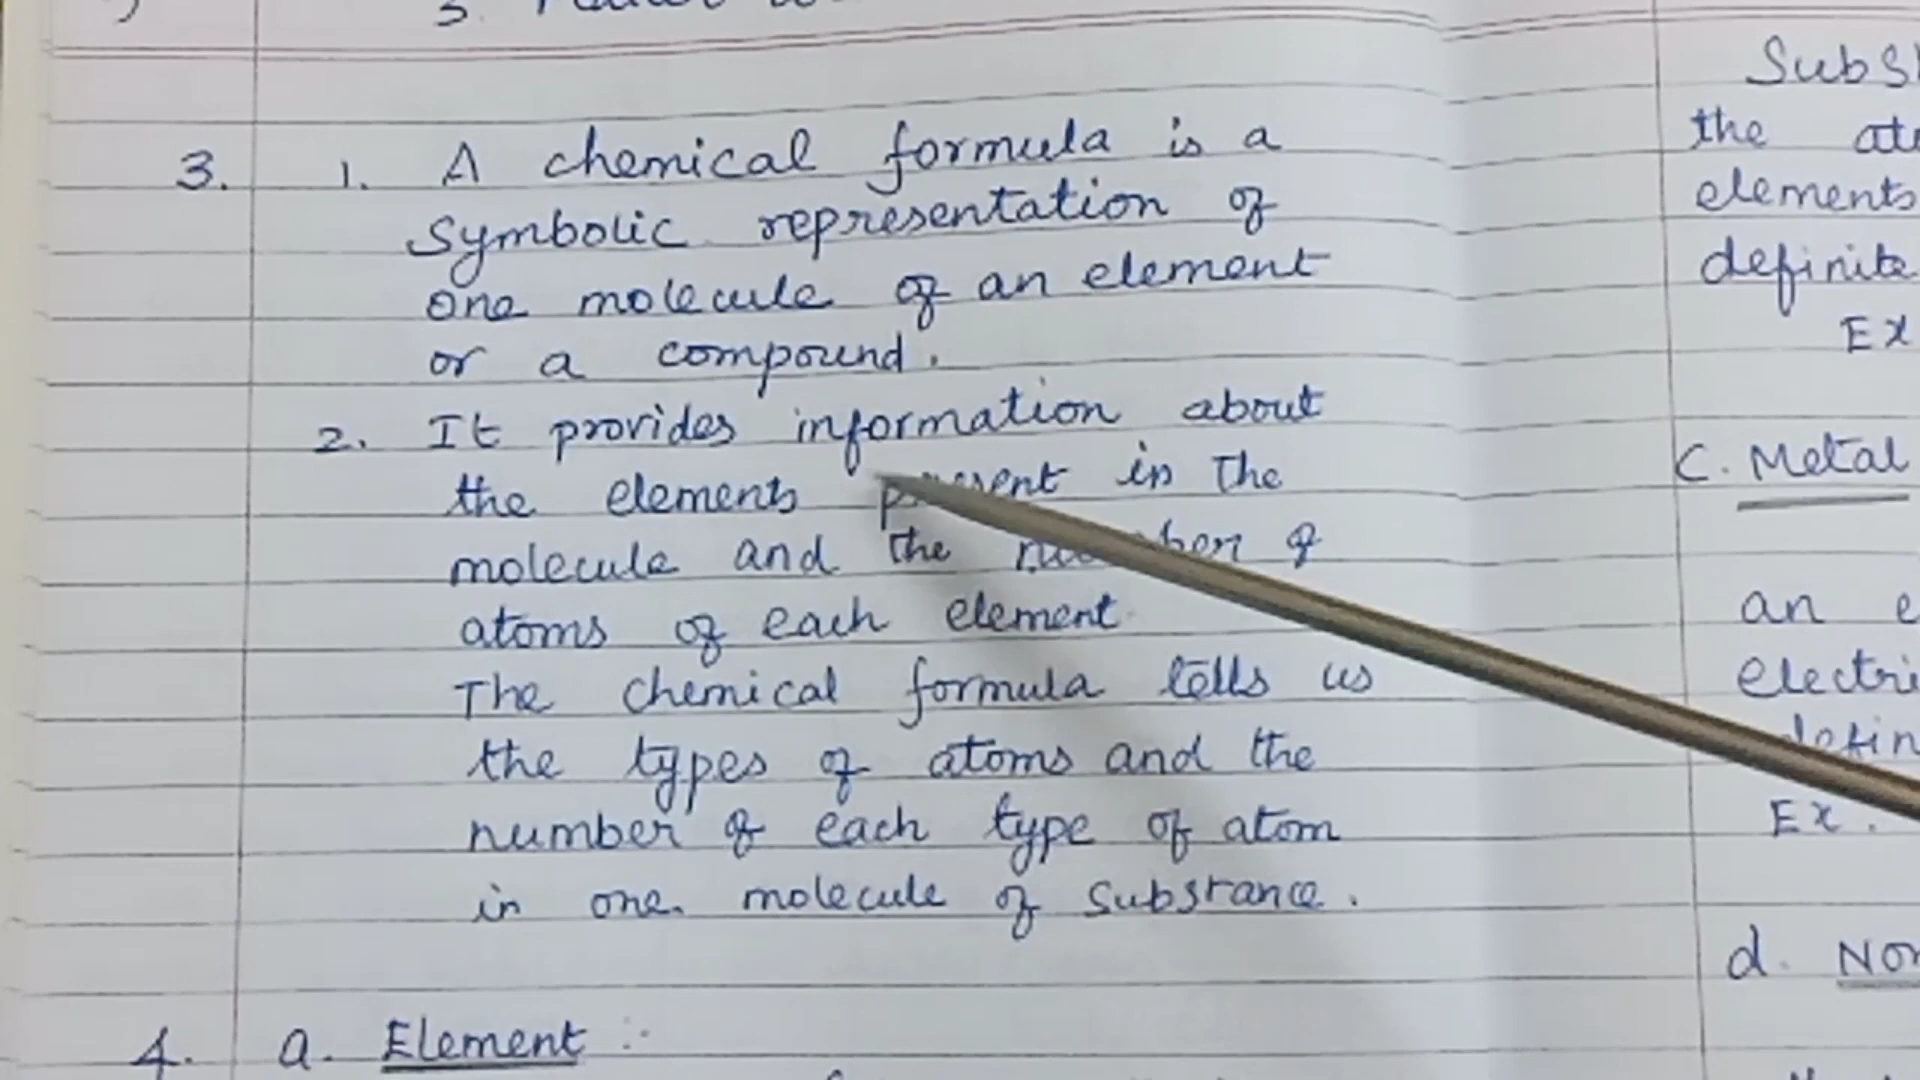 3. 1. A chemical formula is a
Symbolic representation of
one molecule of an element
or a compound.
2. It provides information about
the elements present in the
molecule and the number of
atoms of each element
The chemical formula tells us
the types of atoms and the
number of each type of atom
in one molecule of Substance.
4. a. Element :-
the
elements
definite
Ex
C. Metal
an
Ex.
d.